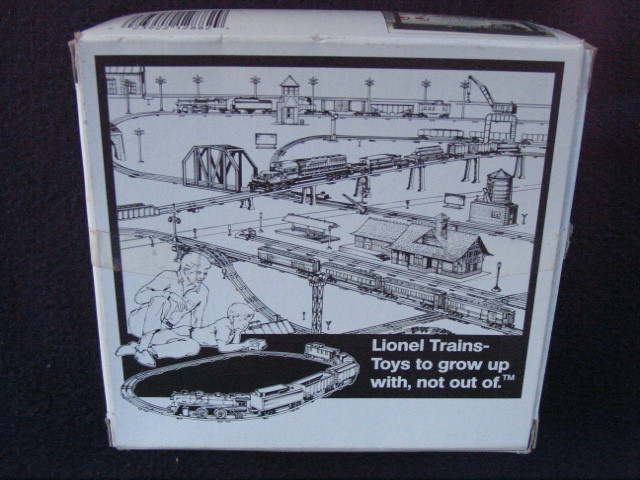 Lionel Trains-
Toys to grow up
with, not out of.™